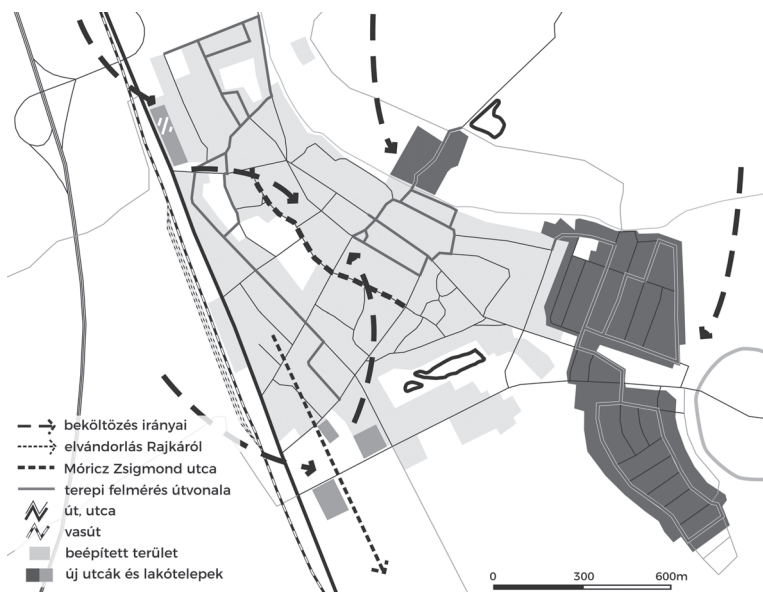 beköltözés irányai
elvándorlás Rajkáról
Móricz Zsigmond utca
terepi felmérés útvonala
út, utca
vasút
beépített terület
új utcák és lakótelepek
0 300 600m